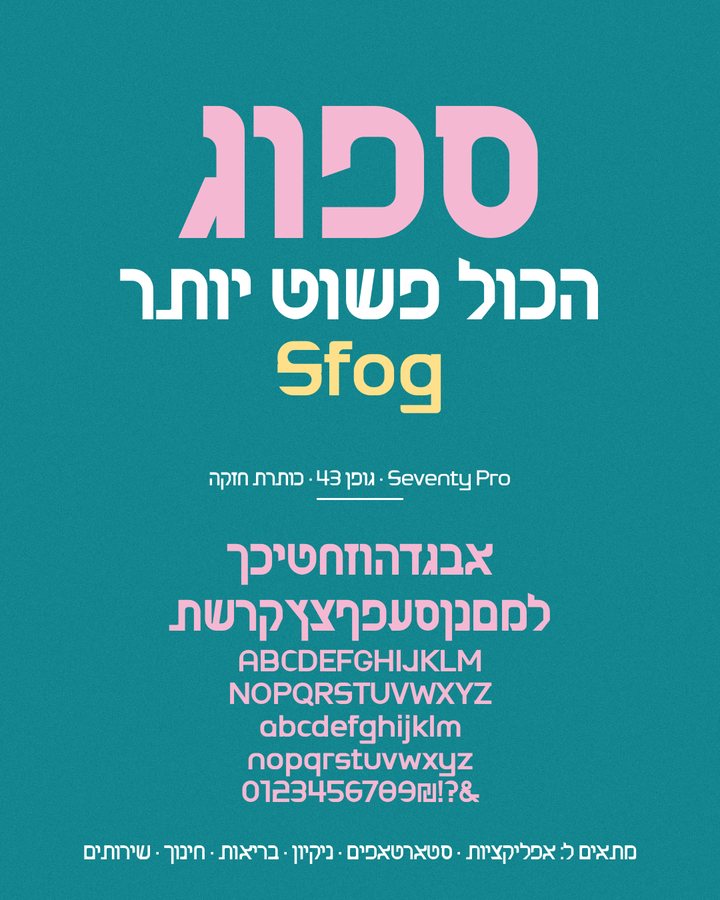 ספוג
הכול פשוט יותר
Sfog
Seventy Pro · גופן 43 · כותרת חזקה
אבגדהוזחטיכך
למםנןסעפףצץקרשת
ABCDEFGHIJKLM
NOPQRSTUVWXYZ
abcdefghijklm
nopqrstuvwxyz
0123456789₪!?&
מתאים ל: אפליקציות · סטארטאפים · ניקיון · בריאות · חינוך · שירותים